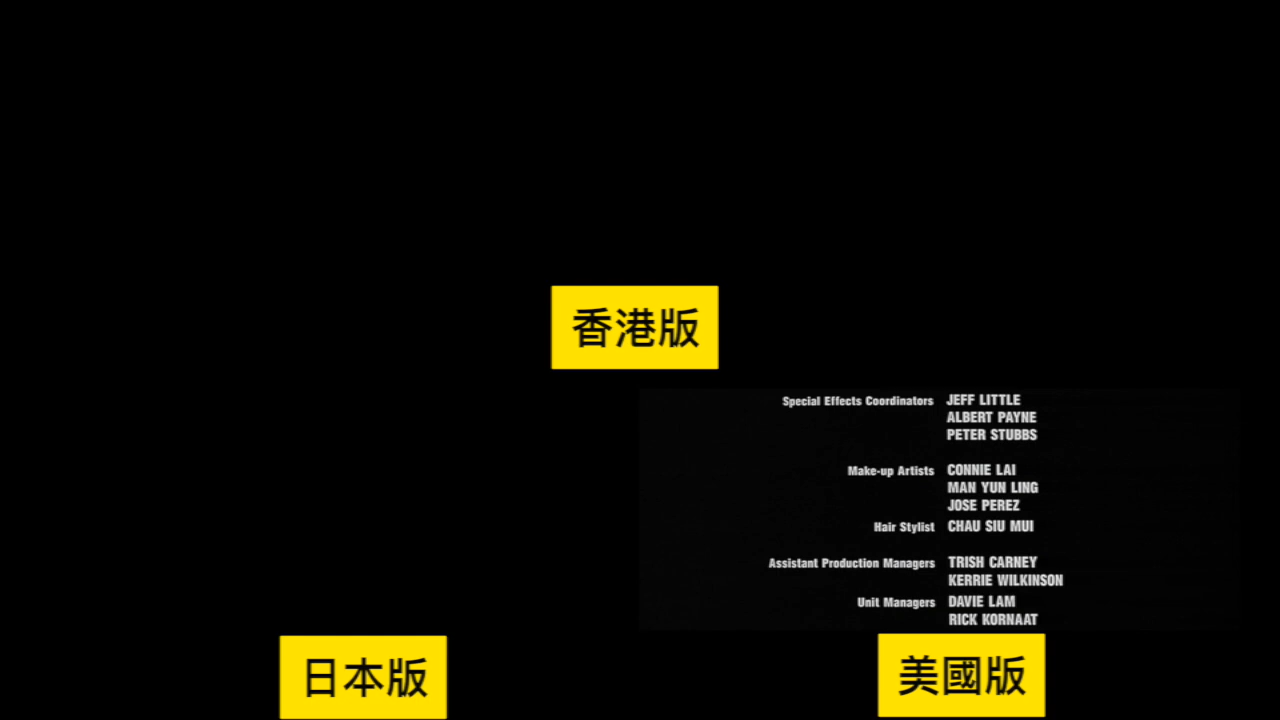 香港版
Special Effects Coordinators JEFF LITTLE
ALBERT PAYNE
PETER STUBBS
Make-up Artists CONNIE LAI
MAN YUN LING
JOSE PEREZ
Hair Stylist CHAU SIU MUI
Assistant Production Managers TRISH CARNEY
KERRIE WILKINSON
Unit Managers DAVIE LAM
RICK KORNAAT
日本版
美國版